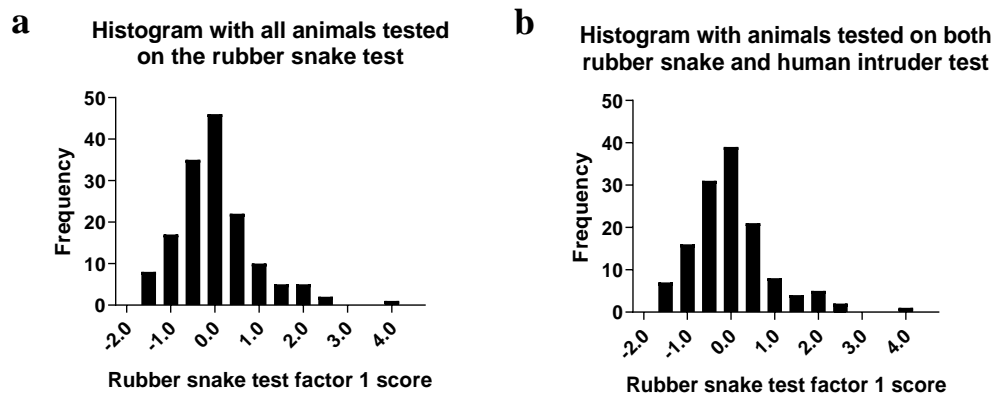 a
Histogram with all animals tested
on the rubber snake test
50
40
30
20
10
0
Frequency
-2.0
-1.0
0.0
1.0
2.0
3.0
4.0
Rubber snake test factor 1 score
b
Histogram with animals tested on both
rubber snake and human intruder test
50
40
30
20
10
0
Frequency
-2.0
-1.0
0.0
1.0
2.0
3.0
4.0
Rubber snake test factor 1 score